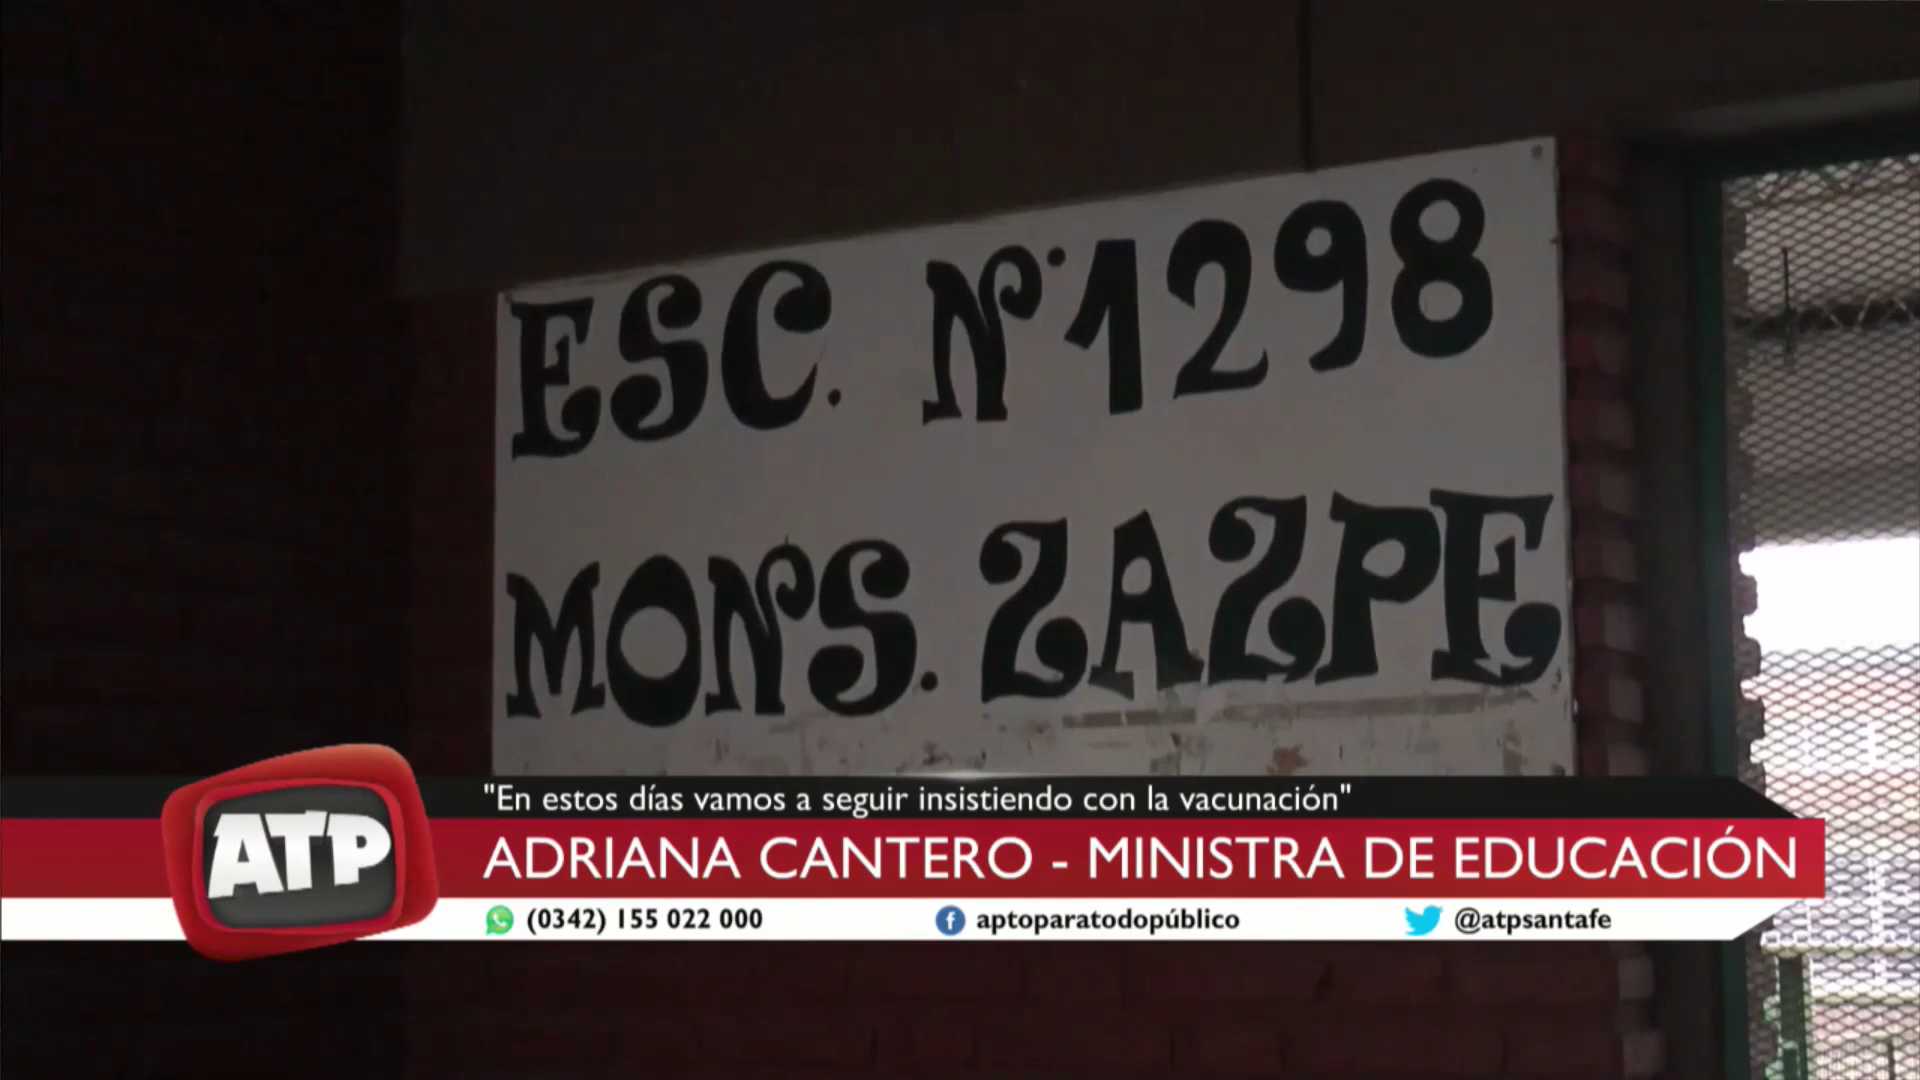 ESC. N°1298
MONS. ZAZPE
"En estos días vamos a seguir insistiendo con la vacunación"
ATP
ADRIANA CANTERO - MINISTRA DE EDUCACIÓN
(0342) 155 022 000
aptoparatodopúblico
@atpsantafe